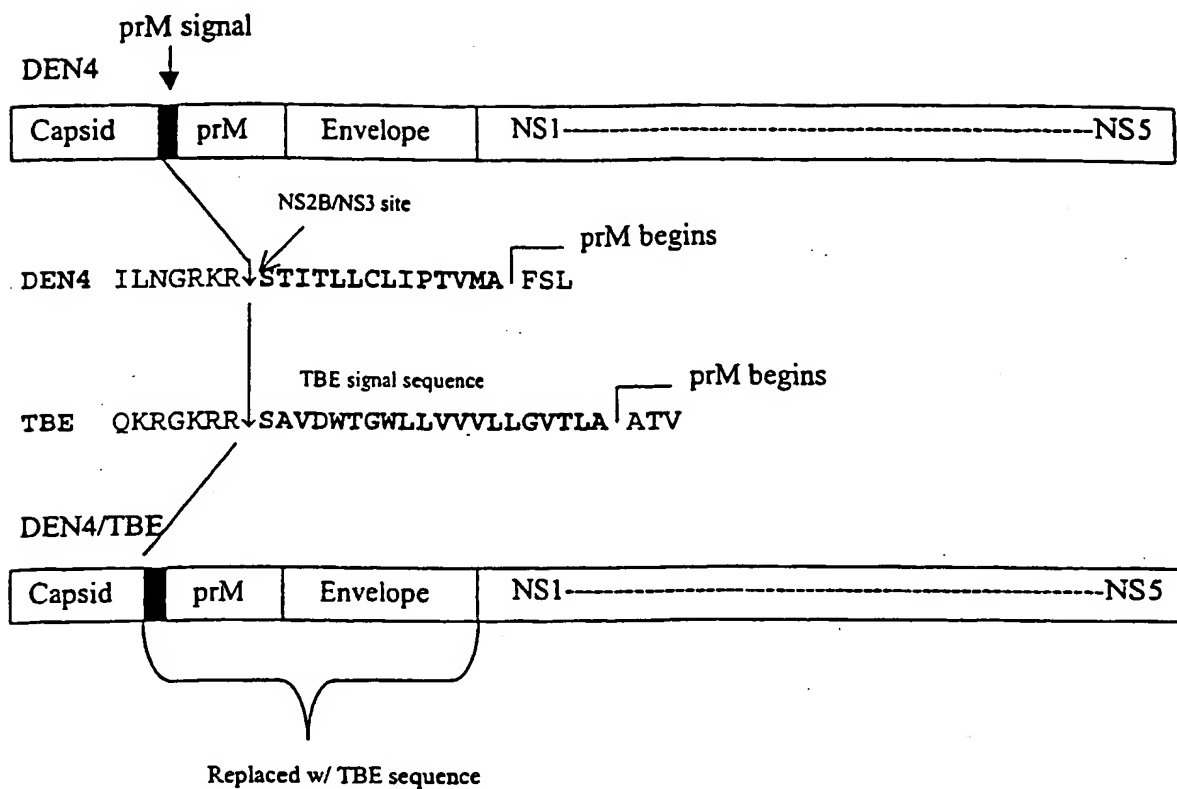 prM signal
DEN4
Capsid prM Envelope NS1------------------------------NS5
NS2B/NS3 site
prM begins
DEN4 ILNGRKR↓STITLLCLIPTVMA FSL
TBE signal sequence
prM begins
TBE QKRGKRR↓SAVDWTGWLLVVVLLGVTLA ATV
DEN4/TBE
Capsid prM Envelope NS1------------------------------NS5
Replaced w/ TBE sequence